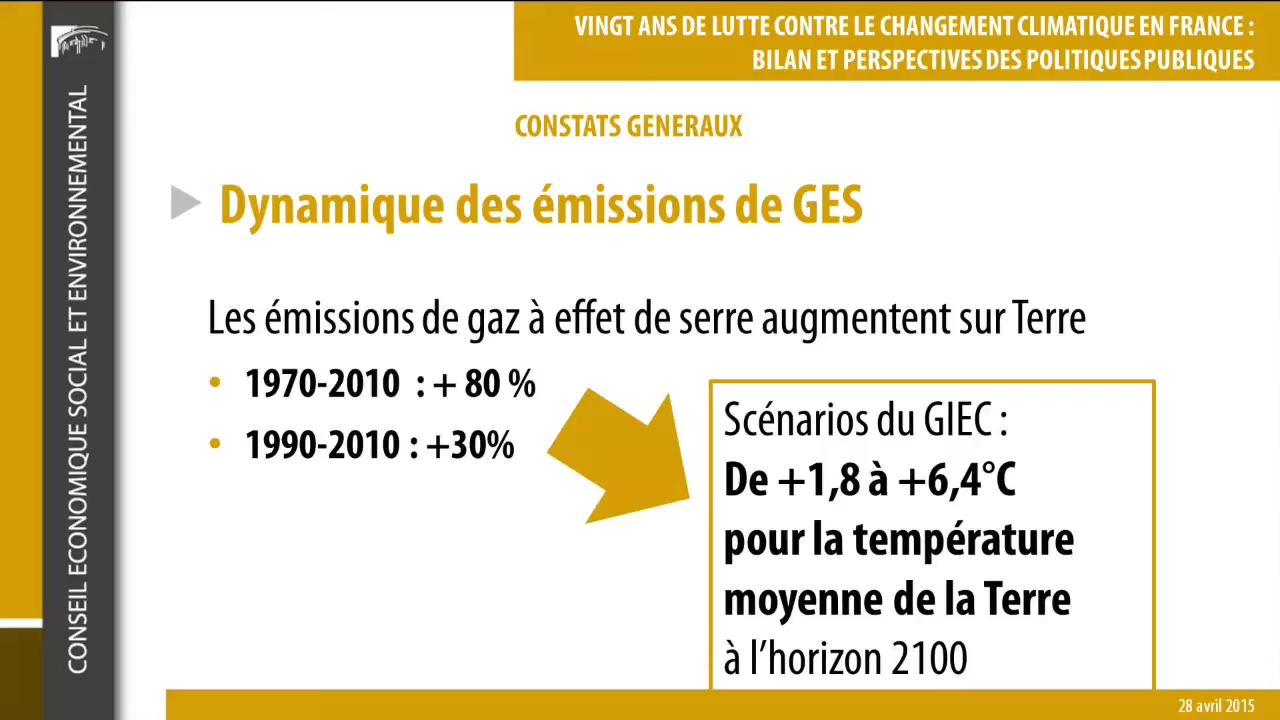 VINGT ANS DE LUTTE CONTRE LE CHANGEMENT CLIMATIQUE EN FRANCE :
BILAN ET PERSPECTIVES DES POLITIQUES PUBLIQUES
CONSEIL ECONOMIQUE SOCIAL ET ENVIRONNEMENTAL
CONSTATS GENERAUX
Dynamique des émissions de GES
Les émissions de gaz à effet de serre augmentent sur Terre
• 1970-2010 : + 80 %
• 1990-2010 : +30%
Scénarios du GIEC :
De +1,8 à +6,4°C
pour la température
moyenne de la Terre
à l’horizon 2100
28 avril 2015